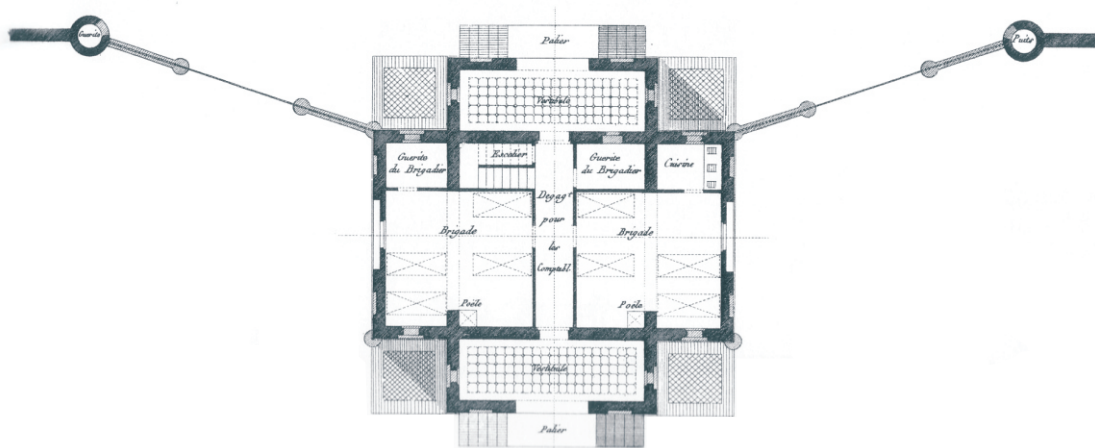 Guerite
Palier
Puits
Vestibule
Guerite
du Brigadier
Escalier
Guerite
du Brigadier
Cuisine
Degagt
pour
les
Comptabl.
Brigade
Brigade
Poële
Poële
Vestibule
Palier